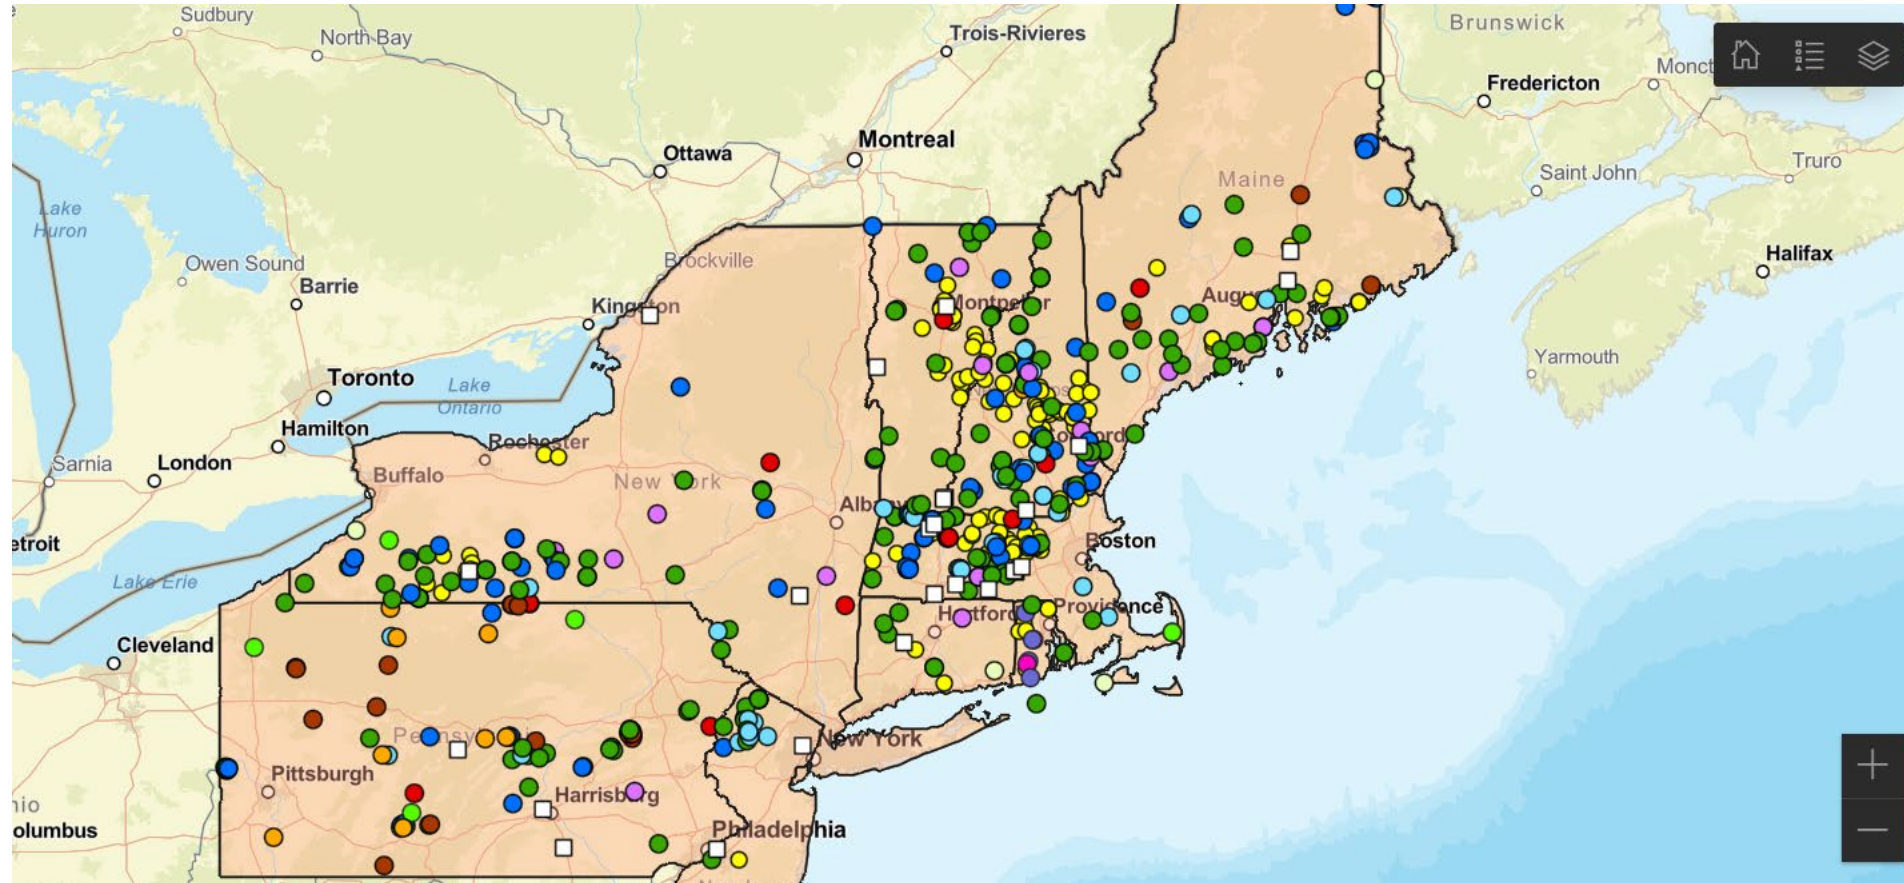 Sudbury
North Bay
Trois-Rivieres
Brunswick
Fredericton
Monct
Ottawa
Montreal
Maine
Saint John
Truro
Lake
Huron
Owen Sound
Barrie
Brockville
Kingston
Halifax
Montpelier
Augu
Toronto
Lake
Ontario
Yarmouth
Hamilton
Rochester
Concord
Sarnia
London
Buffalo
New York
Albany
etroit
Boston
Lake Erie
Hartford
Providence
Cleveland
Pennsylvania
New York
Pittsburgh
Harrisburg
hio
olumbus
Philadelphia